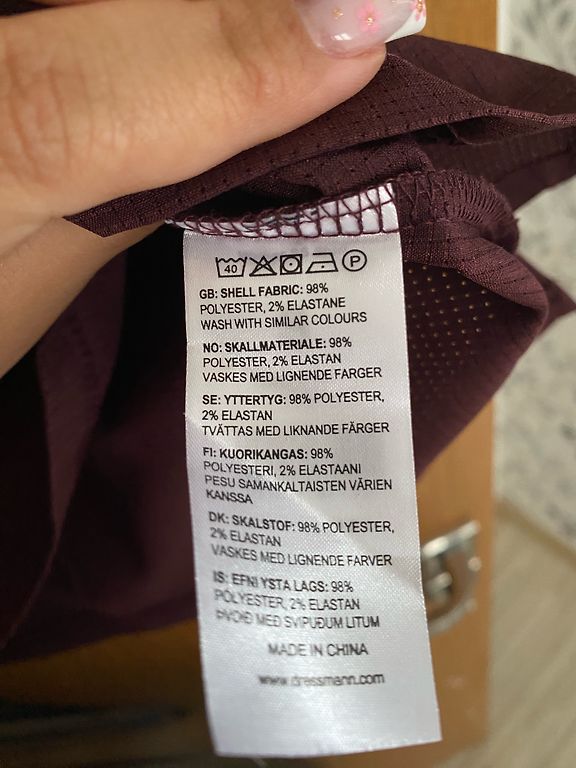 40 P
GB: SHELL FABRIC: 98%
POLYESTER, 2% ELASTANE
WASH WITH SIMILAR COLOURS
NO: SKALLMATERIALE: 98%
POLYESTER, 2% ELASTAN
VASKES MED LIGNENDE FARGER
SE: YTTERTYG: 98% POLYESTER,
2% ELASTAN
TVÄTTAS MED LIKNANDE FÄRGER
FI: KUORIKANGAS: 98%
POLYESTERI, 2% ELASTAANI
PESU SAMANKALTAISTEN VÄRIEN
KANSSA
DK: SKALSTOF: 98% POLYESTER,
2% ELASTAN
VASKES MED LIGNENDE FARVER
IS: EFNI YSTA LAGS: 98%
POLYESTER, 2% ELASTAN
ÞVOIÐ MEÐ SVIPUÐUM LITUM
MADE IN CHINA
www.dressmann.com